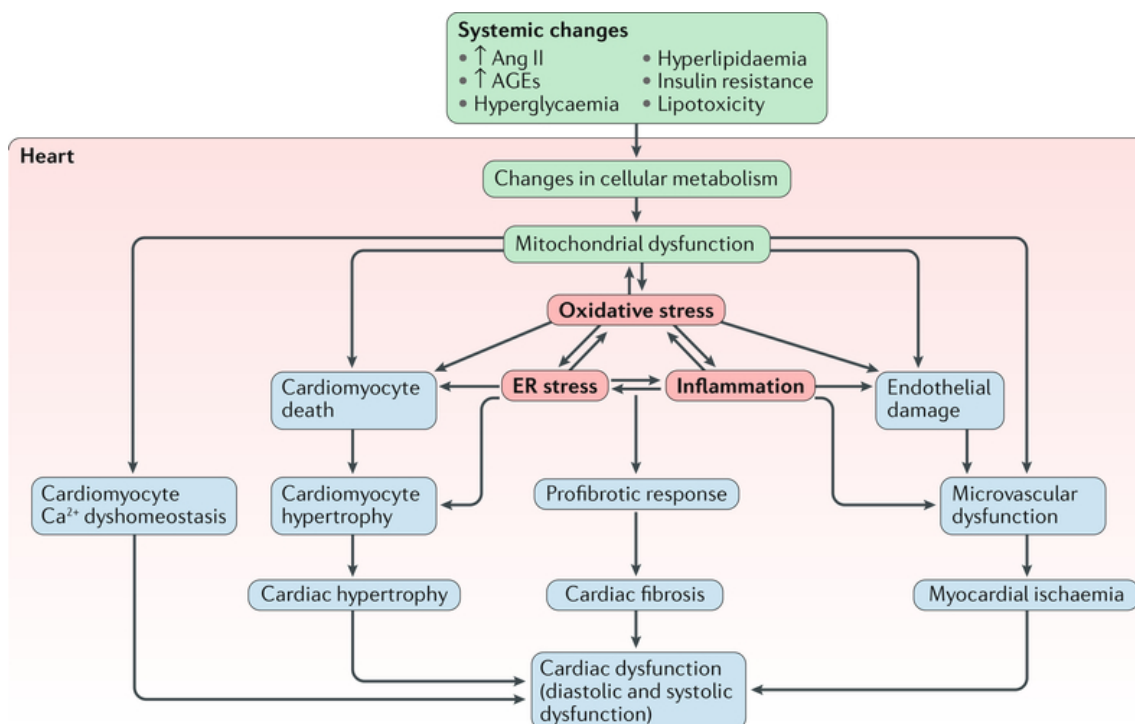 Systemic changes
• ↑ Ang II
• ↑ AGEs
• Hyperglycaemia
• Hyperlipidaemia
• Insulin resistance
• Lipotoxicity
Heart
Changes in cellular metabolism
Mitochondrial dysfunction
Oxidative stress
Cardiomyocyte
death
ER stress
Inflammation
Endothelial
damage
Cardiomyocyte
Ca²⁺ dyshomeostasis
Cardiomyocyte
hypertrophy
Profibrotic response
Microvascular
dysfunction
Cardiac hypertrophy
Cardiac fibrosis
Myocardial ischaemia
Cardiac dysfunction
(diastolic and systolic
dysfunction)